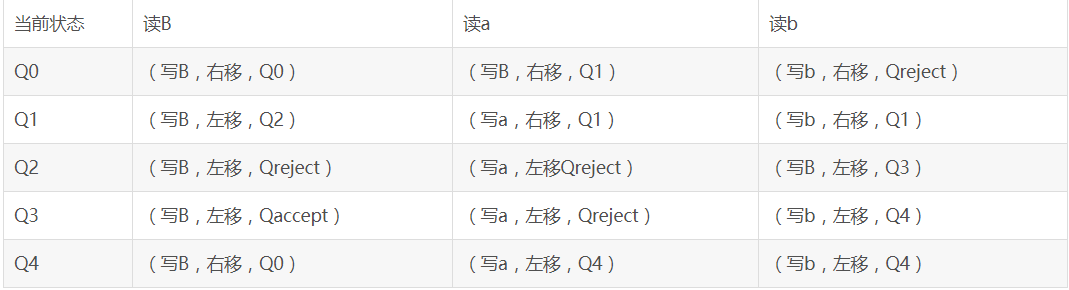 当前状态 读B 读a 读b
Q0 （写B，右移，Q0） （写B，右移，Q1） （写b，右移，Qreject）
Q1 （写B，左移，Q2） （写a，右移，Q1） （写b，右移，Q1）
Q2 （写B，左移，Qreject） （写a，左移Qreject） （写B，左移，Q3）
Q3 （写B，左移，Qaccept） （写a，左移，Qreject） （写b，左移，Q4）
Q4 （写B，右移，Q0） （写a，左移，Q4） （写b，左移，Q4）